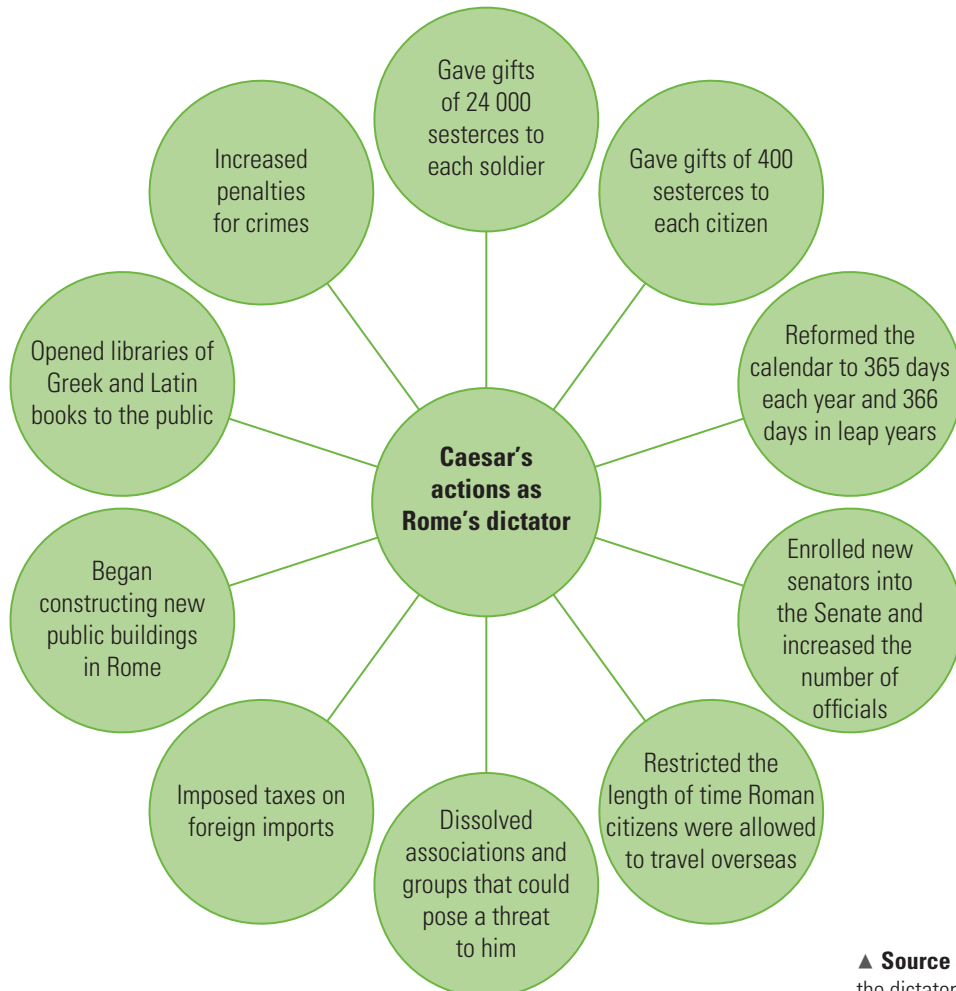 Gave gifts
of 24 000
sesterces to
each soldier
Gave gifts of 400
sesterces to
each citizen
Reformed the
calendar to 365 days
each year and 366
days in leap years
Enrolled new
senators into
the Senate and
increased the
number of
officials
Restricted the
length of time Roman
citizens were allowed
to travel overseas
Dissolved
associations and
groups that could
pose a threat
to him
Imposed taxes on
foreign imports
Began
constructing new
public buildings
in Rome
Opened libraries of
Greek and Latin
books to the public
Increased
penalties
for crimes
Caesar's
actions as
Rome's dictator
▲ Source
the dictator